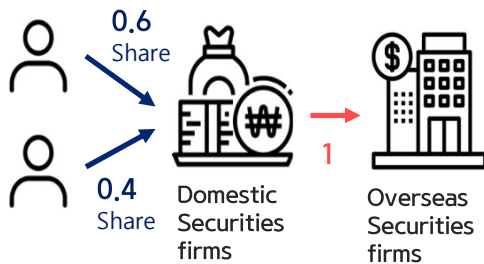 0.6
Share
0.4
Share
₩
1
$
Domestic
Securities
firms
Overseas
Securities
firms